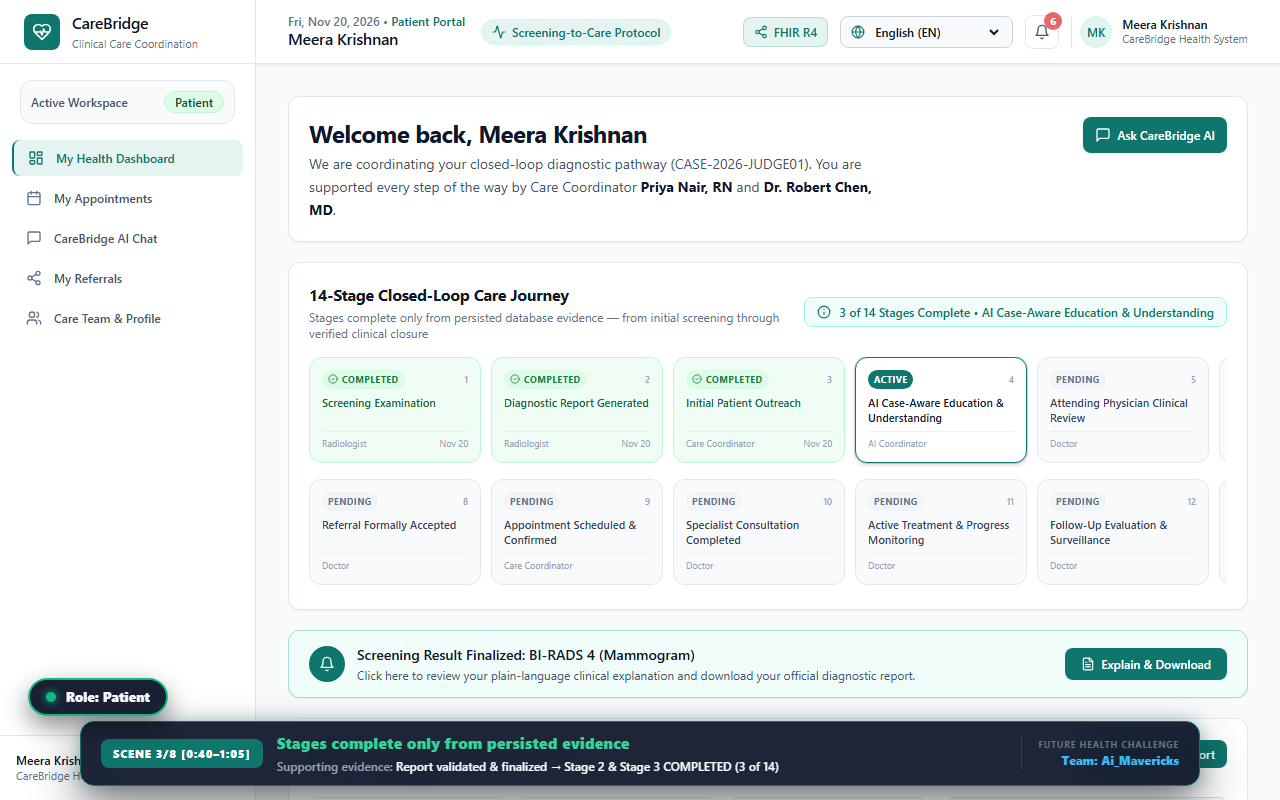 CareBridge
Clinical Care Coordination
Fri, Nov 20, 2026 • Patient Portal
Meera Krishnan
Screening-to-Care Protocol
FHIR R4
English (EN)
6
MK
Meera Krishnan
CareBridge Health System
Active Workspace
Patient
My Health Dashboard
My Appointments
CareBridge AI Chat
My Referrals
Care Team & Profile
Welcome back, Meera Krishnan
We are coordinating your closed-loop diagnostic pathway (CASE-2026-JUDGE01). You are
supported every step of the way by Care Coordinator Priya Nair, RN and Dr. Robert Chen,
MD.
Ask CareBridge AI
14-Stage Closed-Loop Care Journey
Stages complete only from persisted database evidence — from initial screening through
verified clinical closure
3 of 14 Stages Complete • AI Case-Aware Education & Understanding
COMPLETED 1
Screening Examination
Radiologist Nov 20
COMPLETED 2
Diagnostic Report Generated
Radiologist Nov 20
COMPLETED 3
Initial Patient Outreach
Care Coordinator Nov 20
ACTIVE 4
AI Case-Aware Education &
Understanding
AI Coordinator
PENDING 5
Attending Physician Clinical
Review
Doctor
PENDING 8
Referral Formally Accepted
Doctor
PENDING 9
Appointment Scheduled &
Confirmed
Care Coordinator
PENDING 10
Specialist Consultation
Completed
Doctor
PENDING 11
Active Treatment & Progress
Monitoring
Doctor
PENDING 12
Follow-Up Evaluation &
Surveillance
Doctor
Screening Result Finalized: BI-RADS 4 (Mammogram)
Click here to review your plain-language clinical explanation and download your official diagnostic report.
Explain & Download
Role: Patient
Meera Krish
CareBridge H
SCENE 3/8 [0:40–1:05]
Stages complete only from persisted evidence
Supporting evidence: Report validated & finalized → Stage 2 & Stage 3 COMPLETED (3 of 14)
FUTURE HEALTH CHALLENGE
Team: Ai_Mavericks
ort